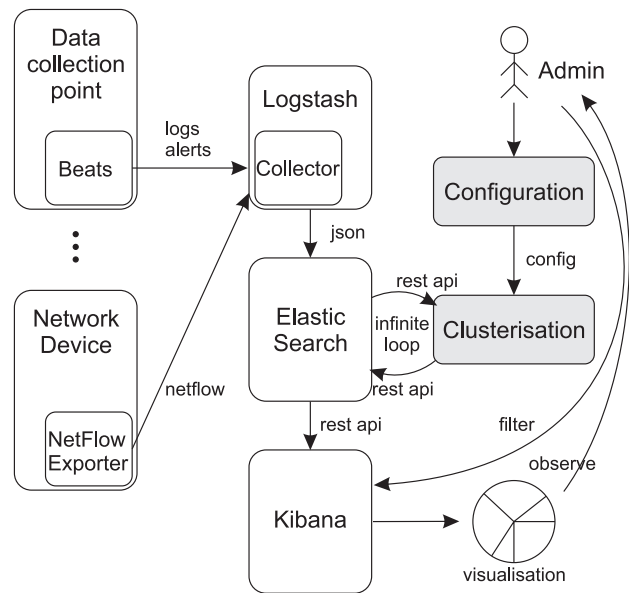 Data
collection
point
Beats
logs
alerts
Logstash
Collector
Admin
Configuration
config
json
Network
Device
NetFlow
Exporter
netflow
Elastic
Search
rest api
infinite
loop
rest api
Clusterisation
rest api
filter
observe
Kibana
visualisation